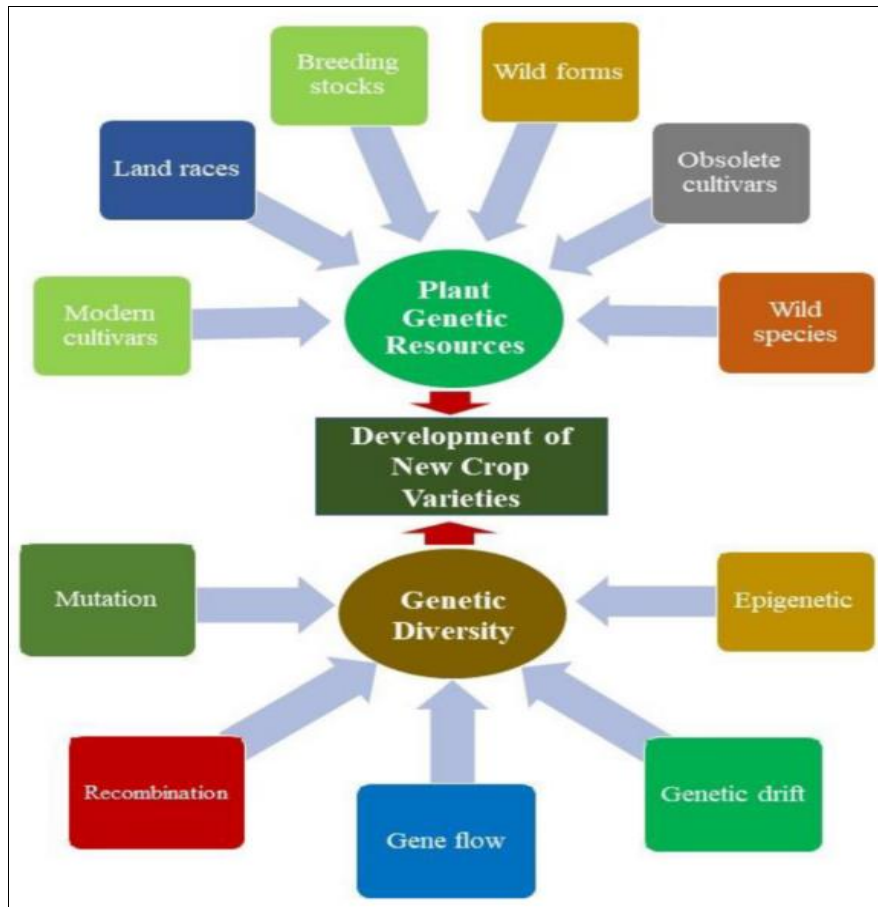 Breeding
stocks
Wild forms
Land races
Obsolete
cultivars
Modern
cultivars
Plant
Genetic
Resources
Wild
species
Development of
New Crop
Varieties
Mutation
Genetic
Diversity
Epigenetic
Recombination
Gene flow
Genetic drift